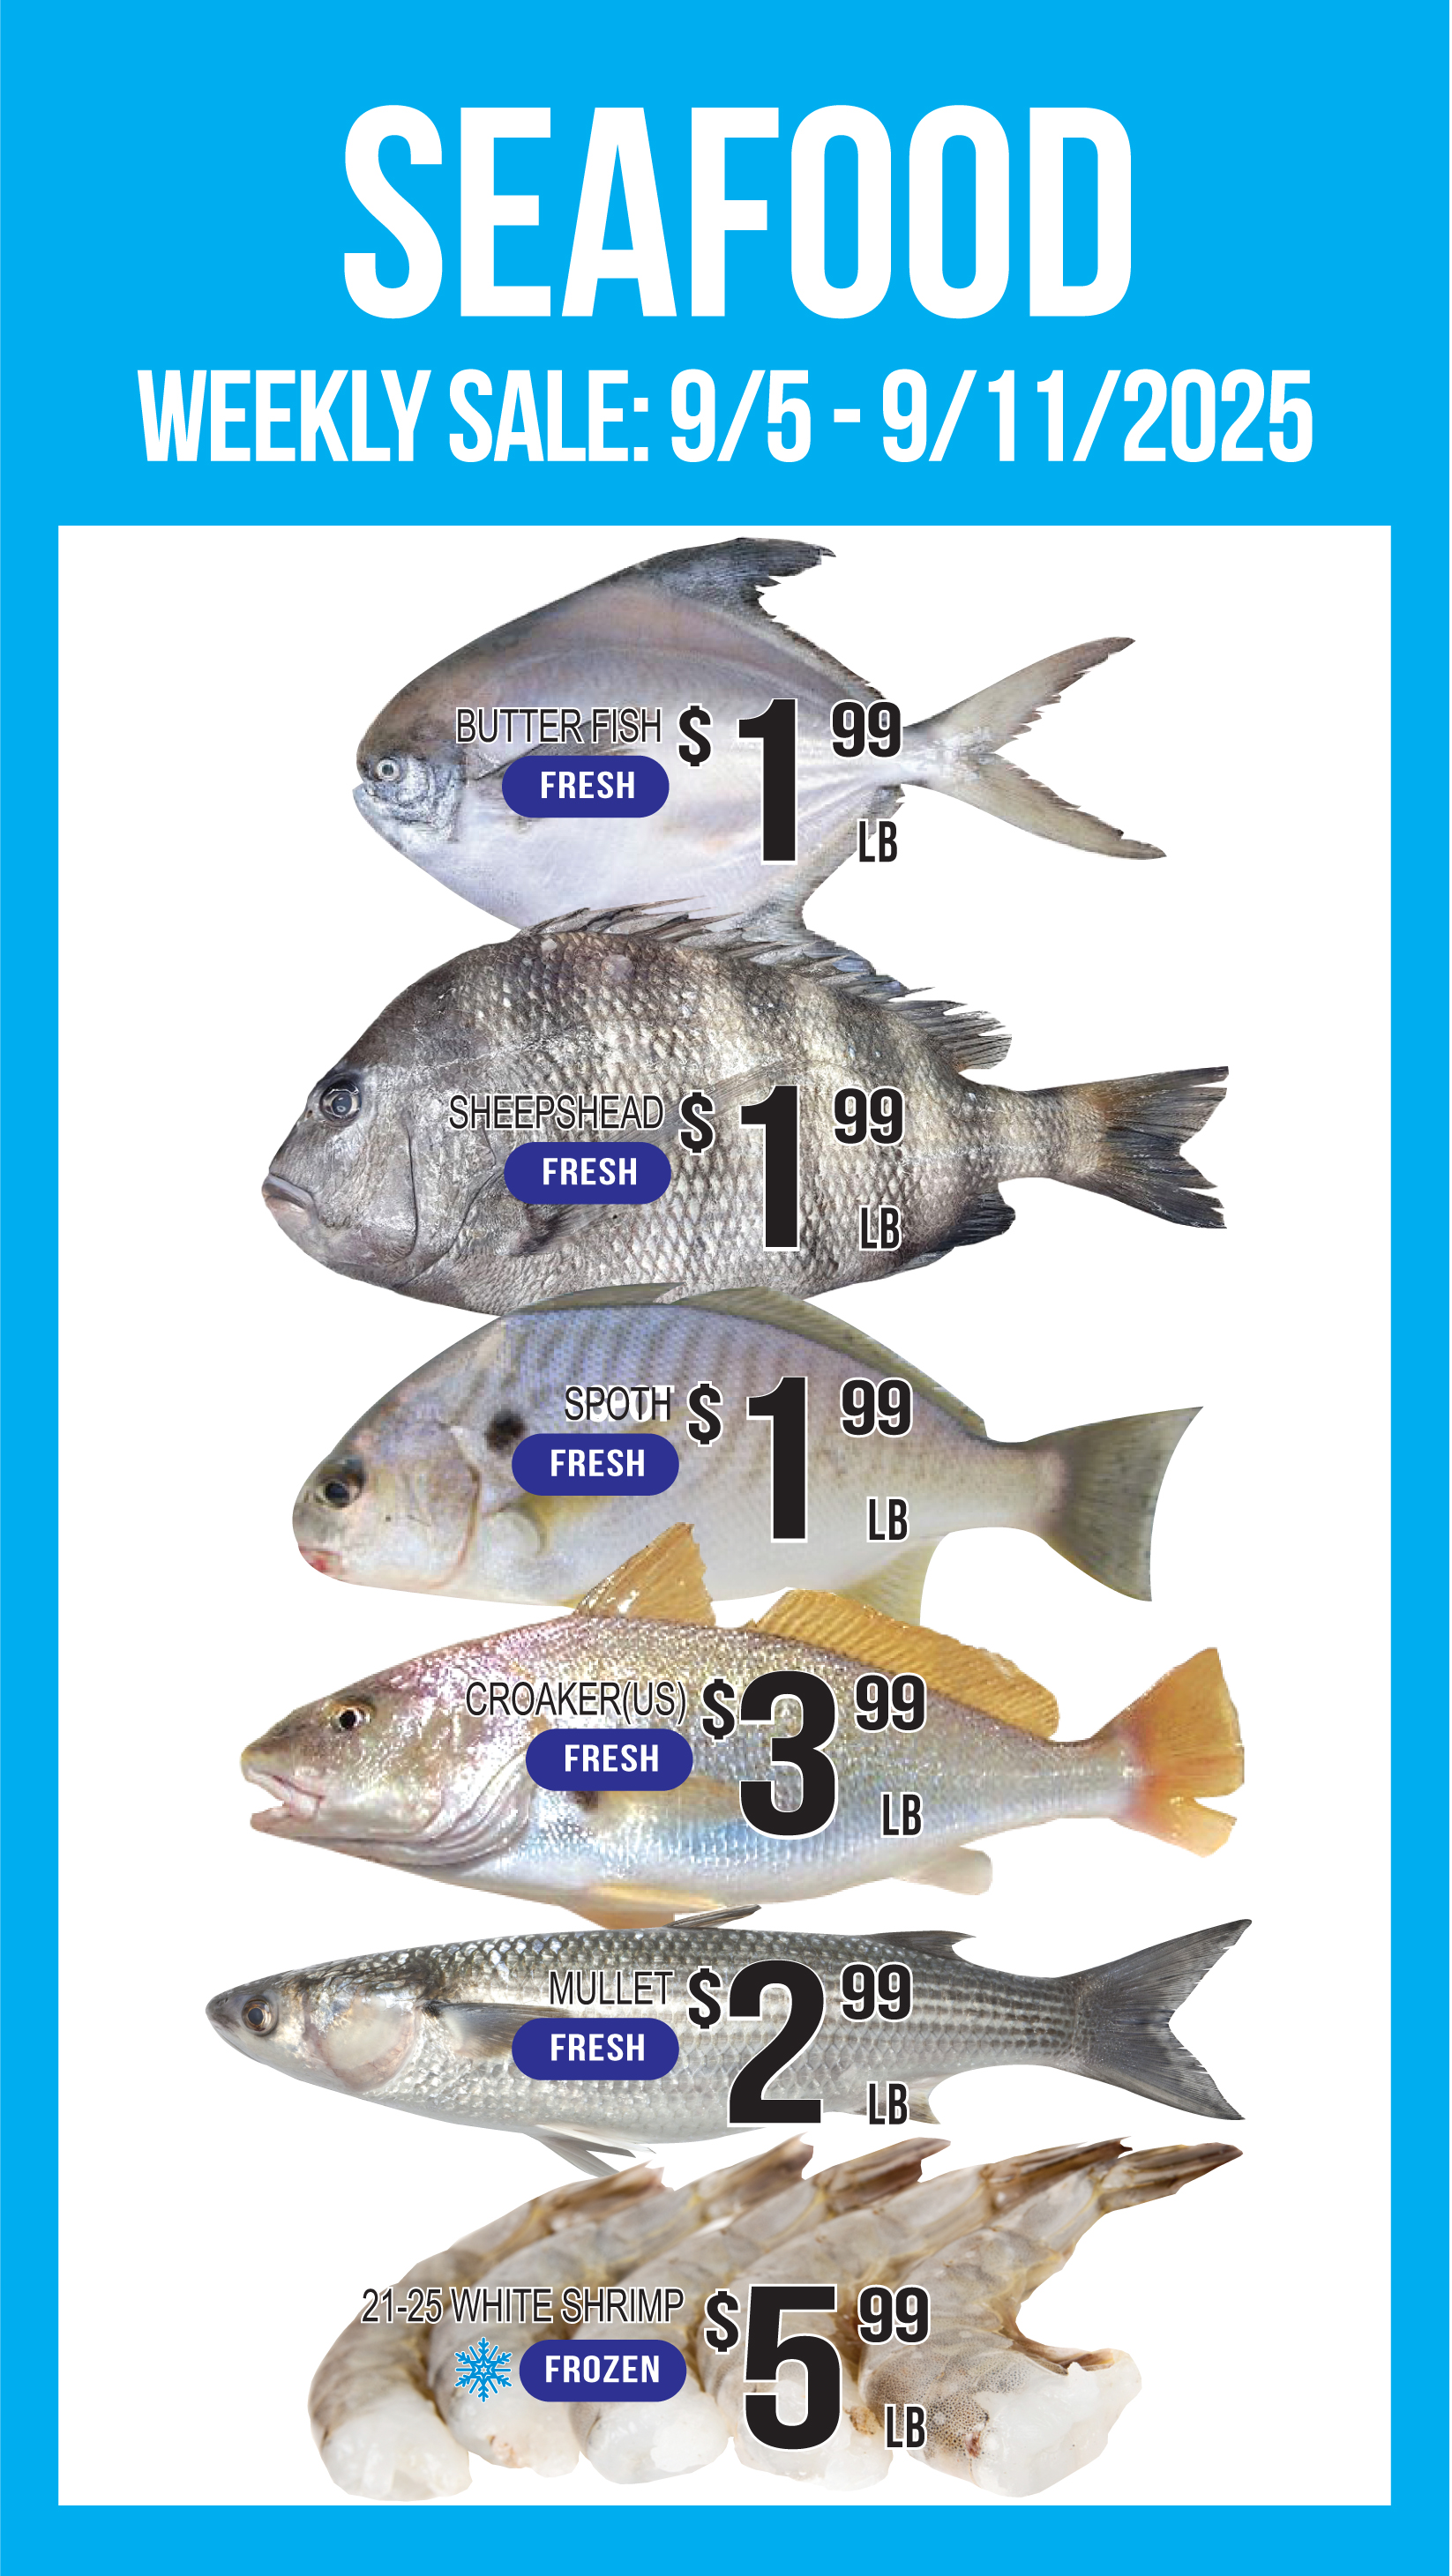 SEAFOOD
WEEKLY SALE: 9/5 - 9/11/2025
BUTTER FISH $ 1 99
FRESH
LB
SHEEPSHEAD $ 1 99
FRESH
LB
SPOTH $ 1 99
FRESH
LB
CROAKER(US) $3 99
FRESH
LB
MULLET $2 99
FRESH
LB
21-25 WHITE SHRIMP $5 99
FROZEN
LB